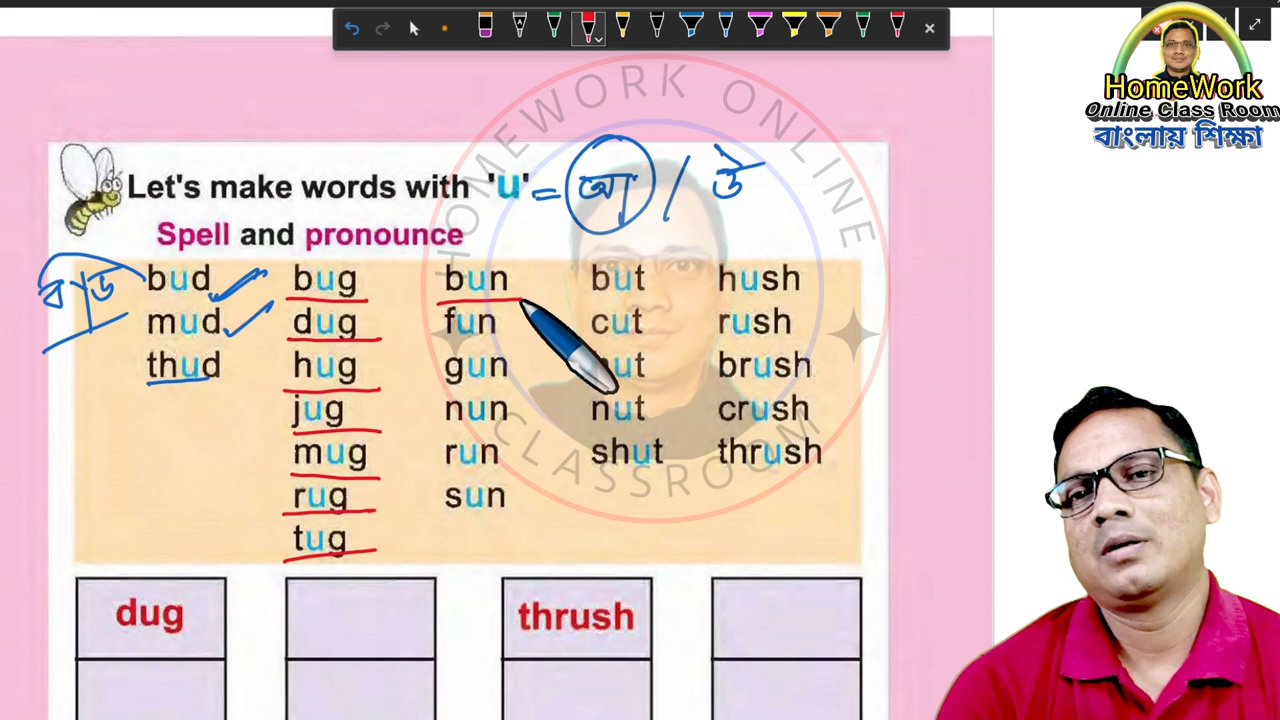 HomeWork
Online Class Room
বাংলায় শিক্ষা
HOMEWORK ONLINE
CLASSROOM
Let's make words with 'u' = অ্যা / উ
Spell and pronounce
ব্যড
bud bug bun but hush
mud dug fun cut rush
thud hug gun brush
jug nun nut crush
mug run shut thrush
rug sun
tug
dug thrush